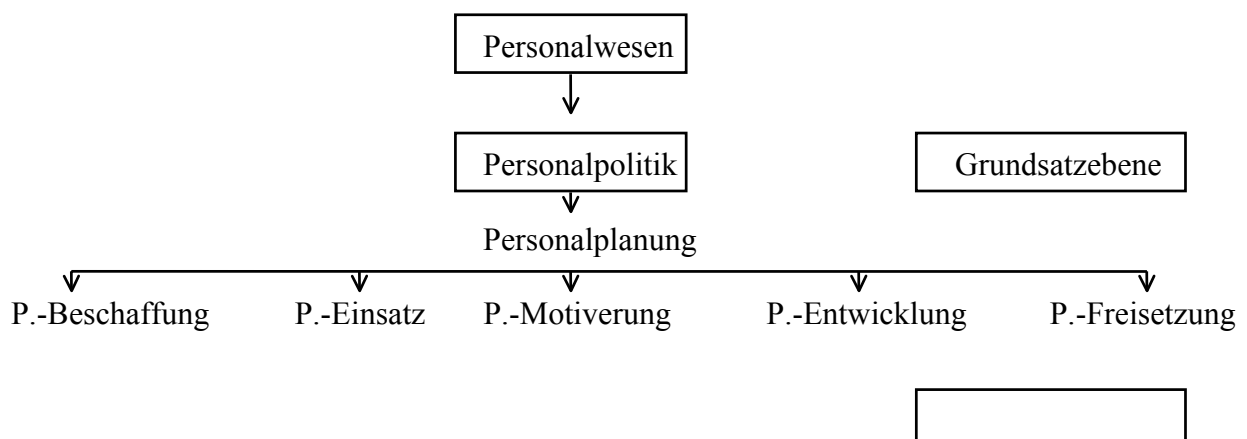 Personalwesen
Personalpolitik Grundsatzebene
Personalplanung
P.-Beschaffung P.-Einsatz P.-Motiverung P.-Entwicklung P.-Freisetzung